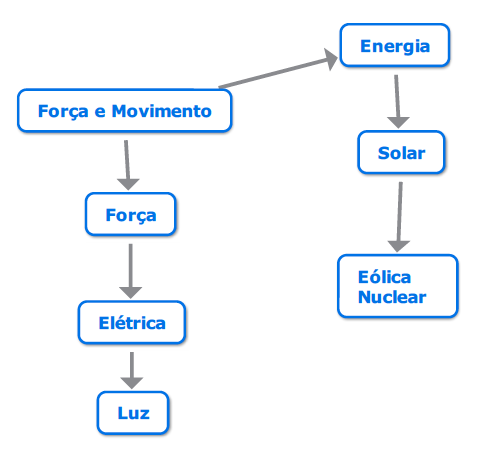 Energia
Força e Movimento
Solar
Força
Eólica
Nuclear
Elétrica
Luz